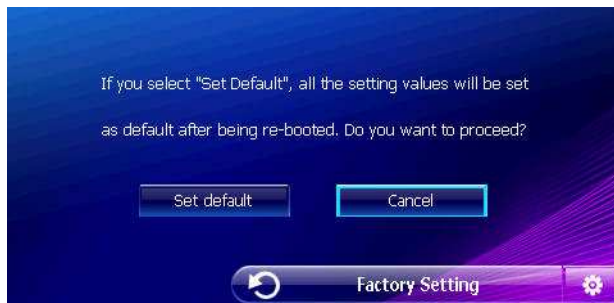 If you select "Set Default", all the setting values will be set
as default after being re-booted. Do you want to proceed?
Set default
Cancel
Factory Setting